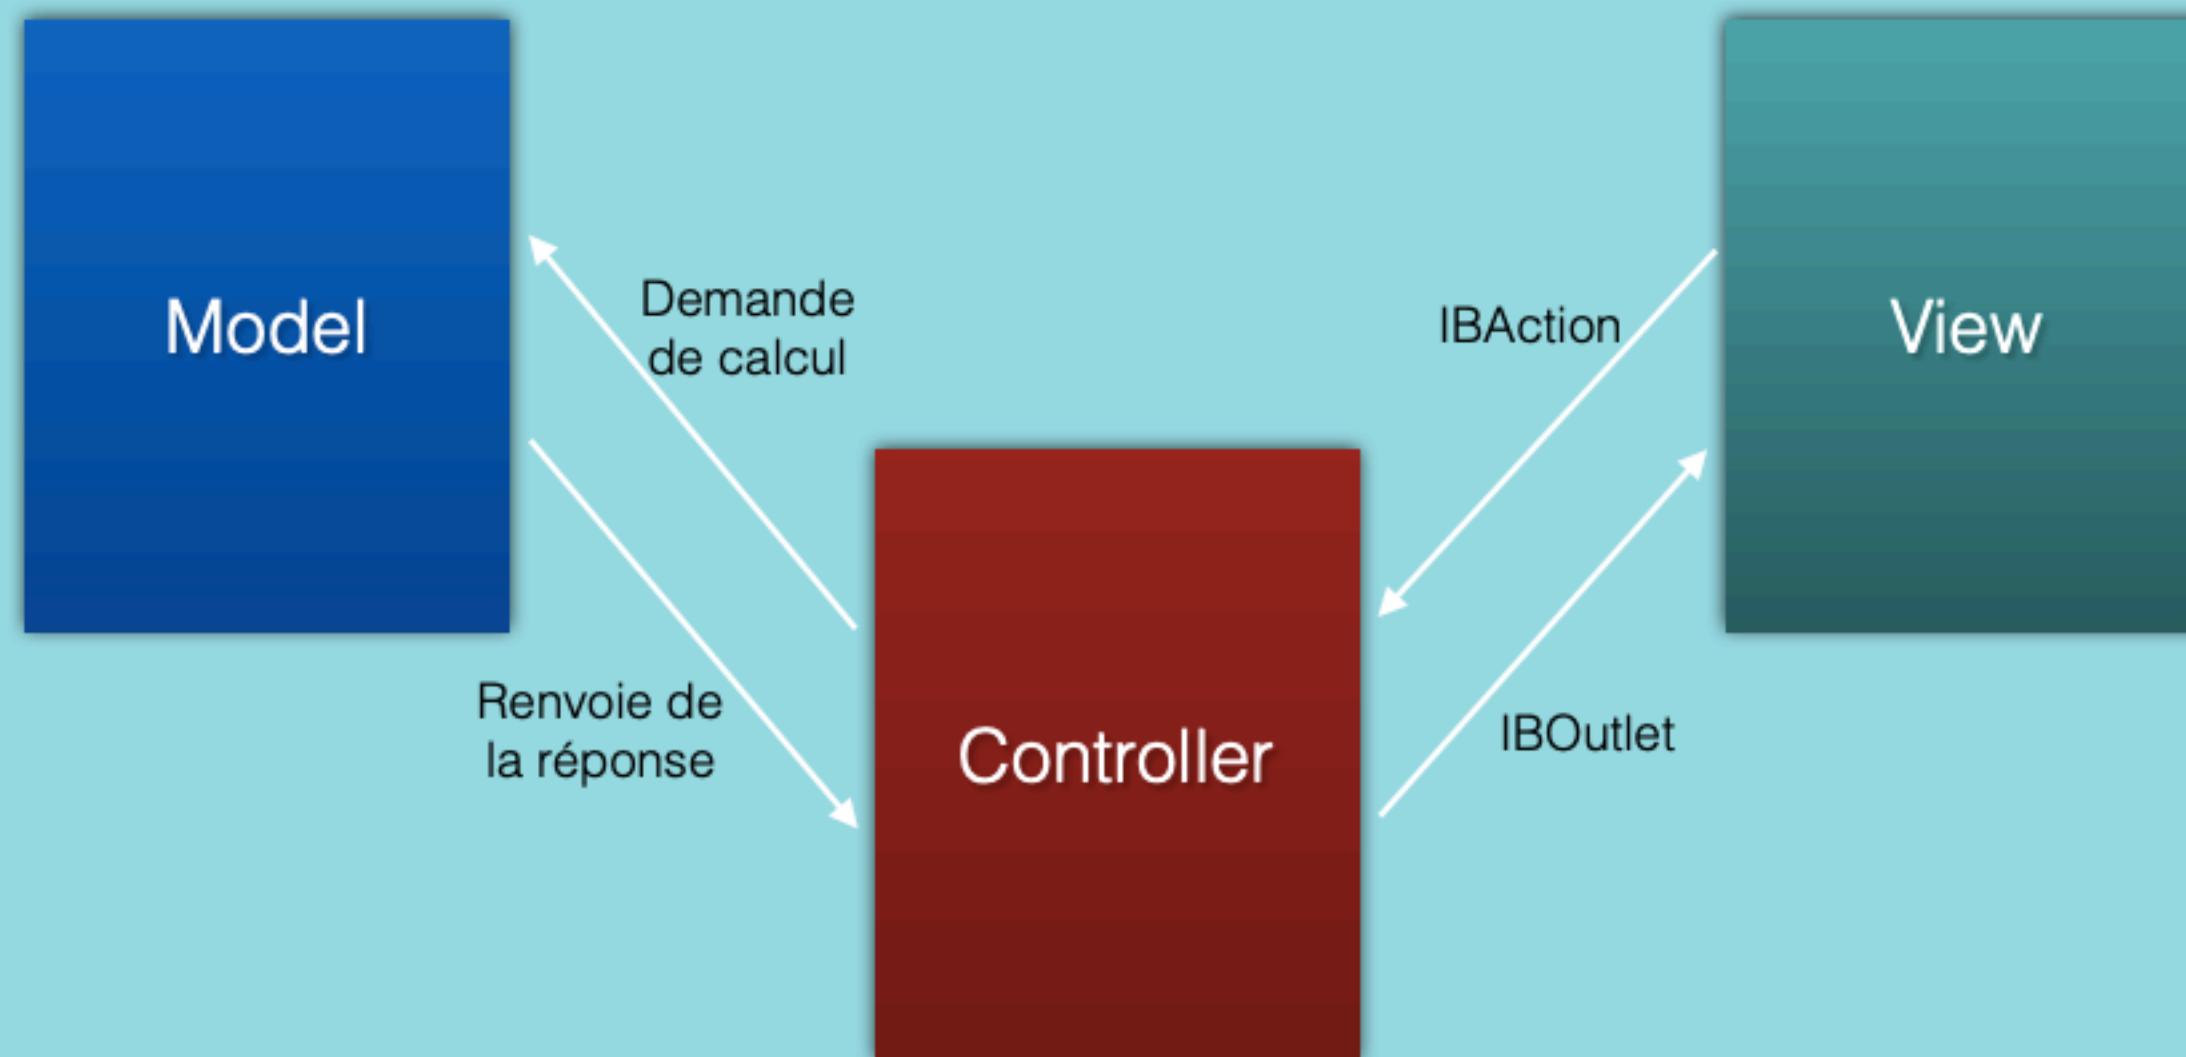 Model
Demande
de calcul
IBAction
View
Renvoie de
la réponse
Controller
IBOutlet